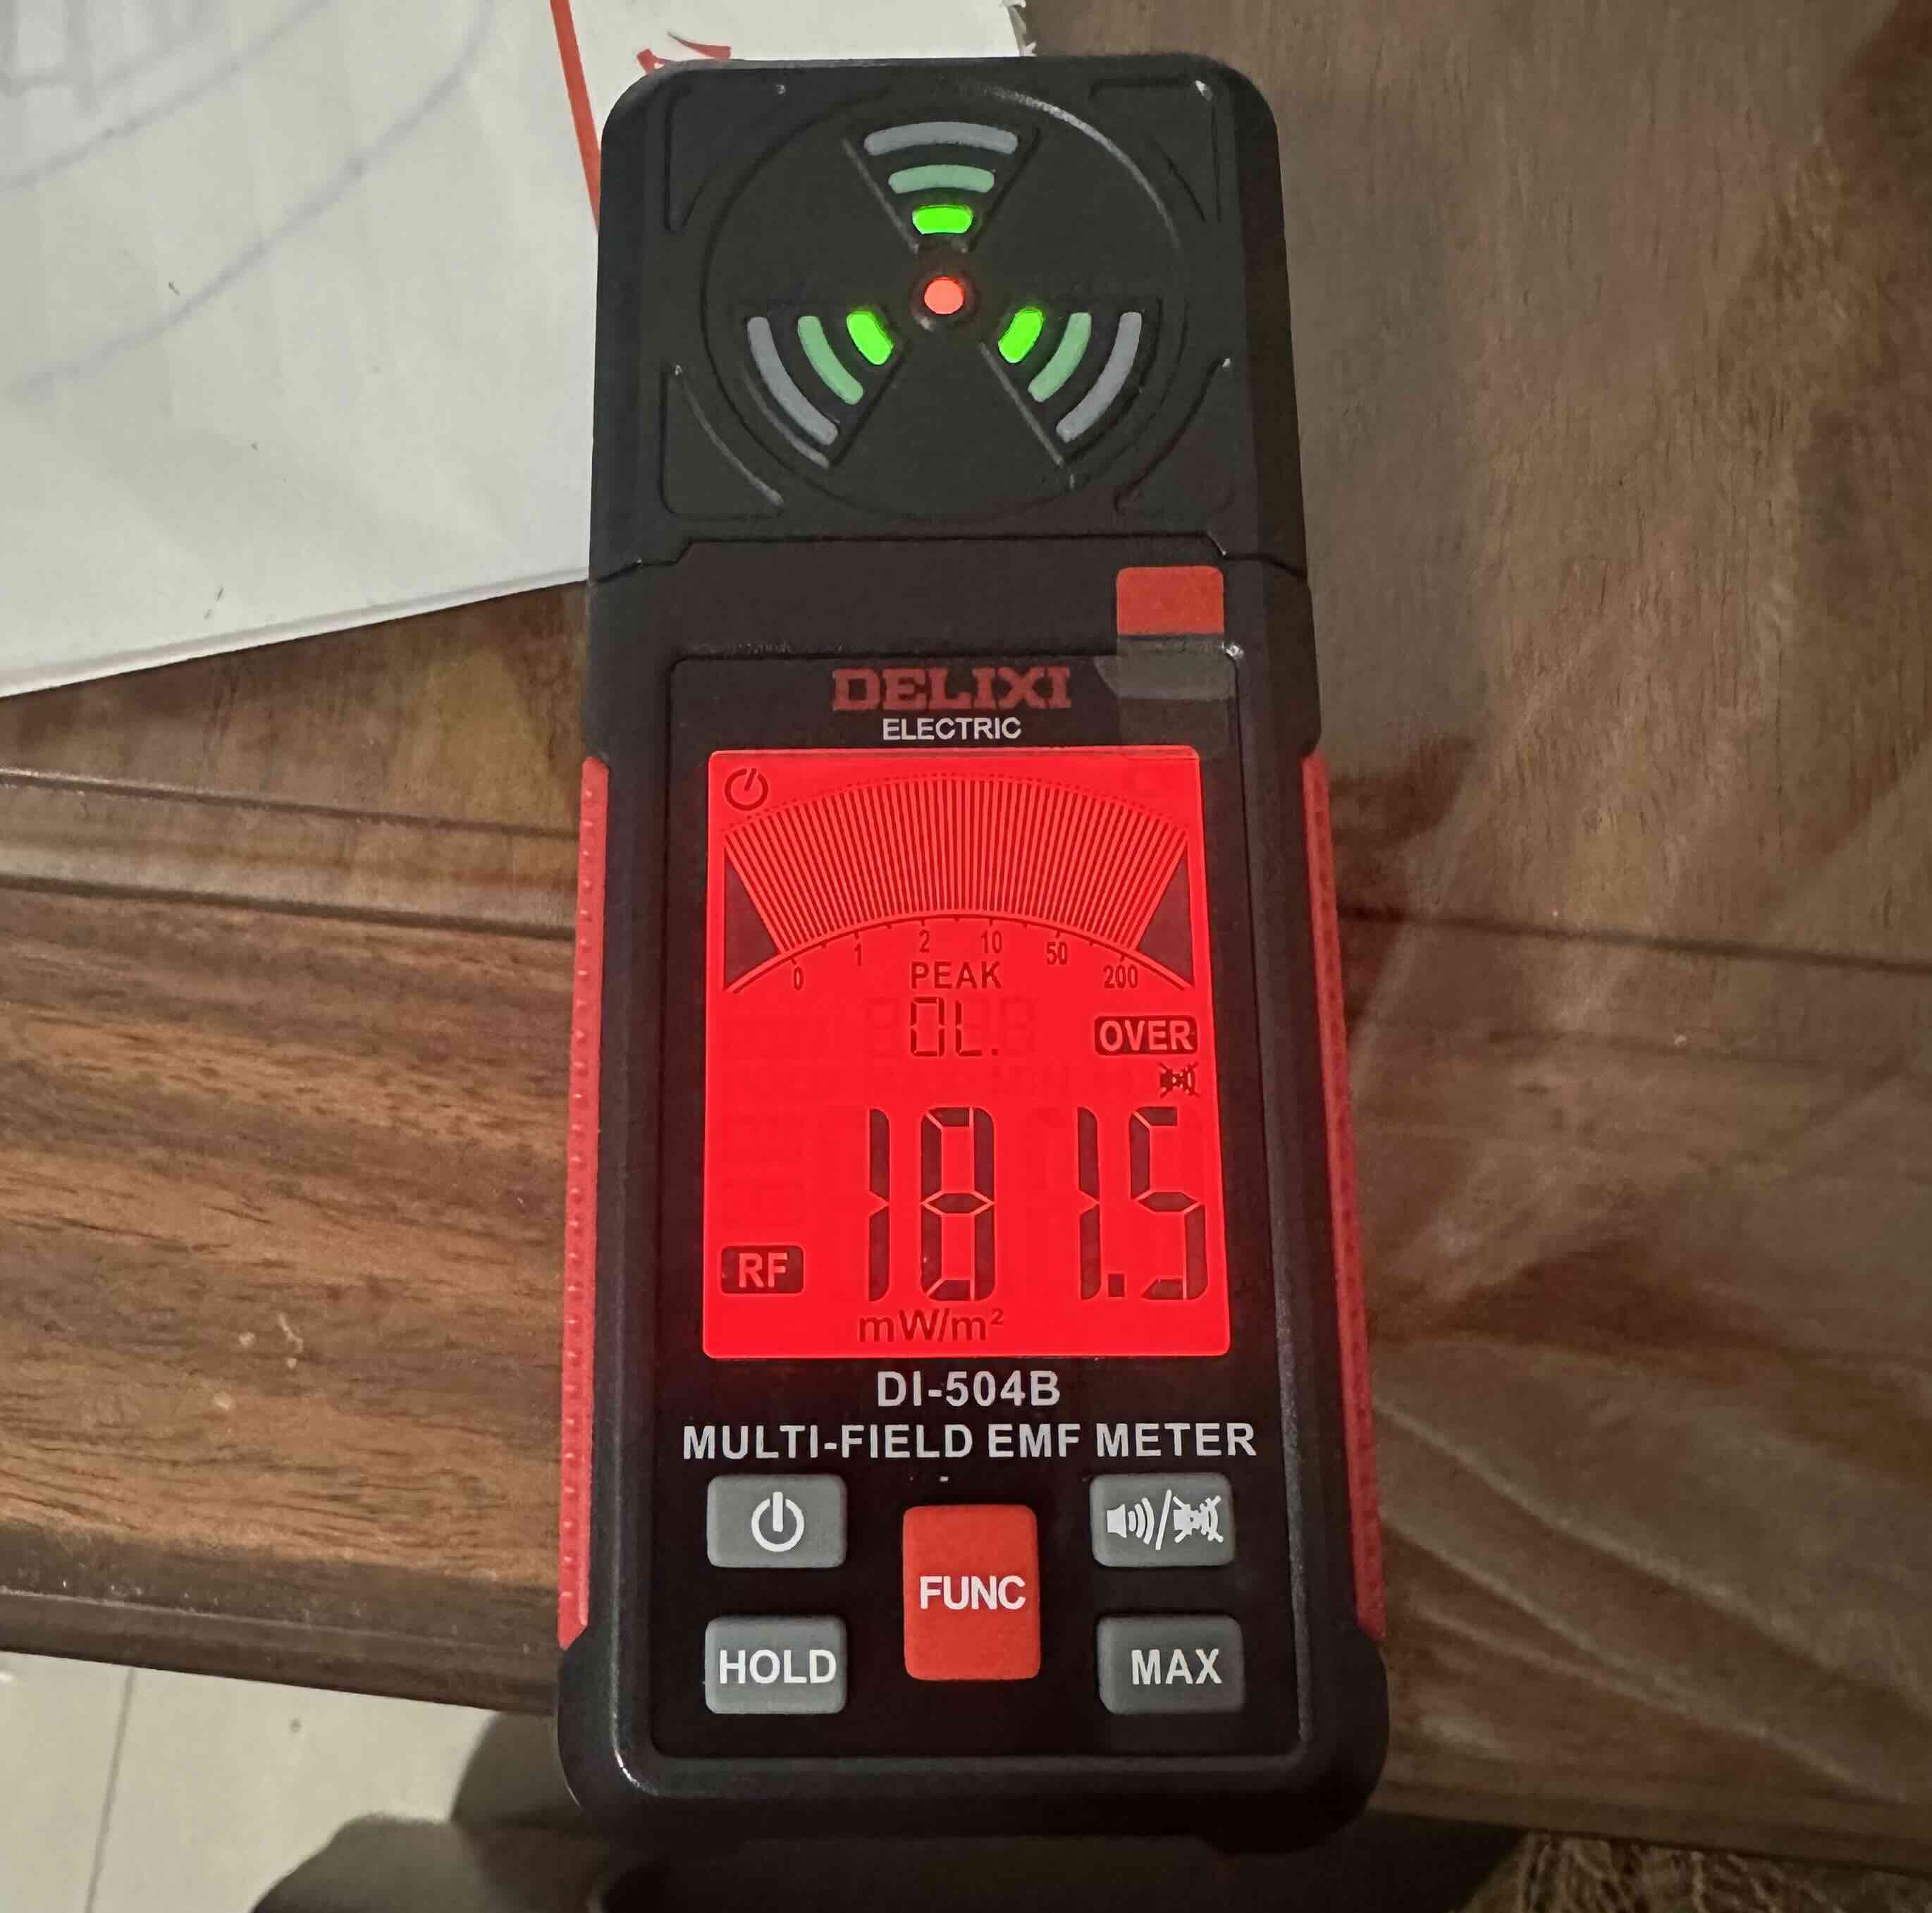 DELIXI
ELECTRIC
0 1 2 10 50 200
PEAK
OL.
OVER
181.5
RF
mW/m²
DI-504B
MULTI-FIELD EMF METER
FUNC
HOLD
MAX